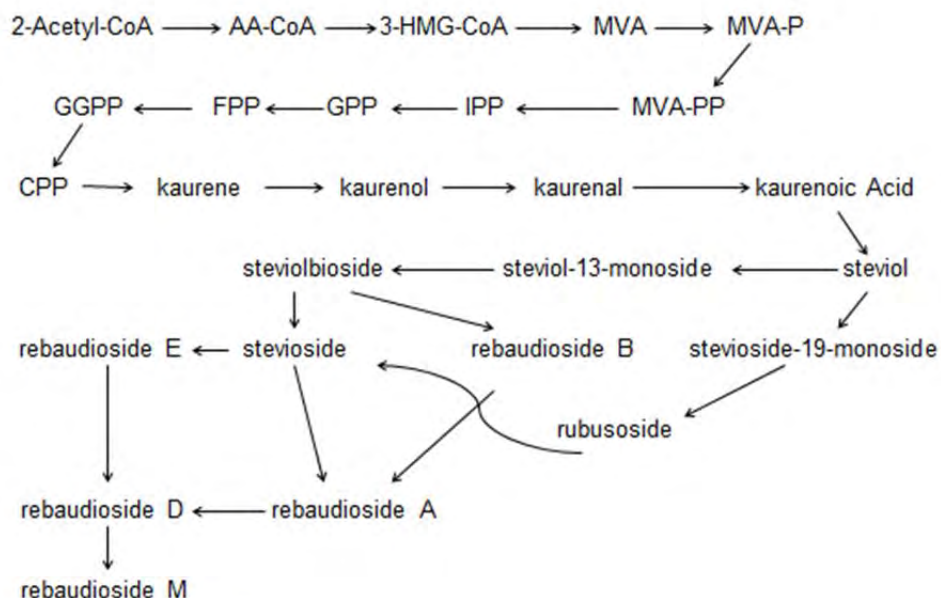 2-Acetyl-CoA AA-CoA 3-HMG-CoA MVA MVA-P
GGPP FPP GPP IPP MVA-PP
CPP kaurene kaurenol kaurenal kaurenoic Acid
steviolbioside steviol-13-monoside steviol
rebaudioside E stevioside rebaudioside B stevioside-19-monoside
rubusoside
rebaudioside D rebaudioside A
rebaudioside M